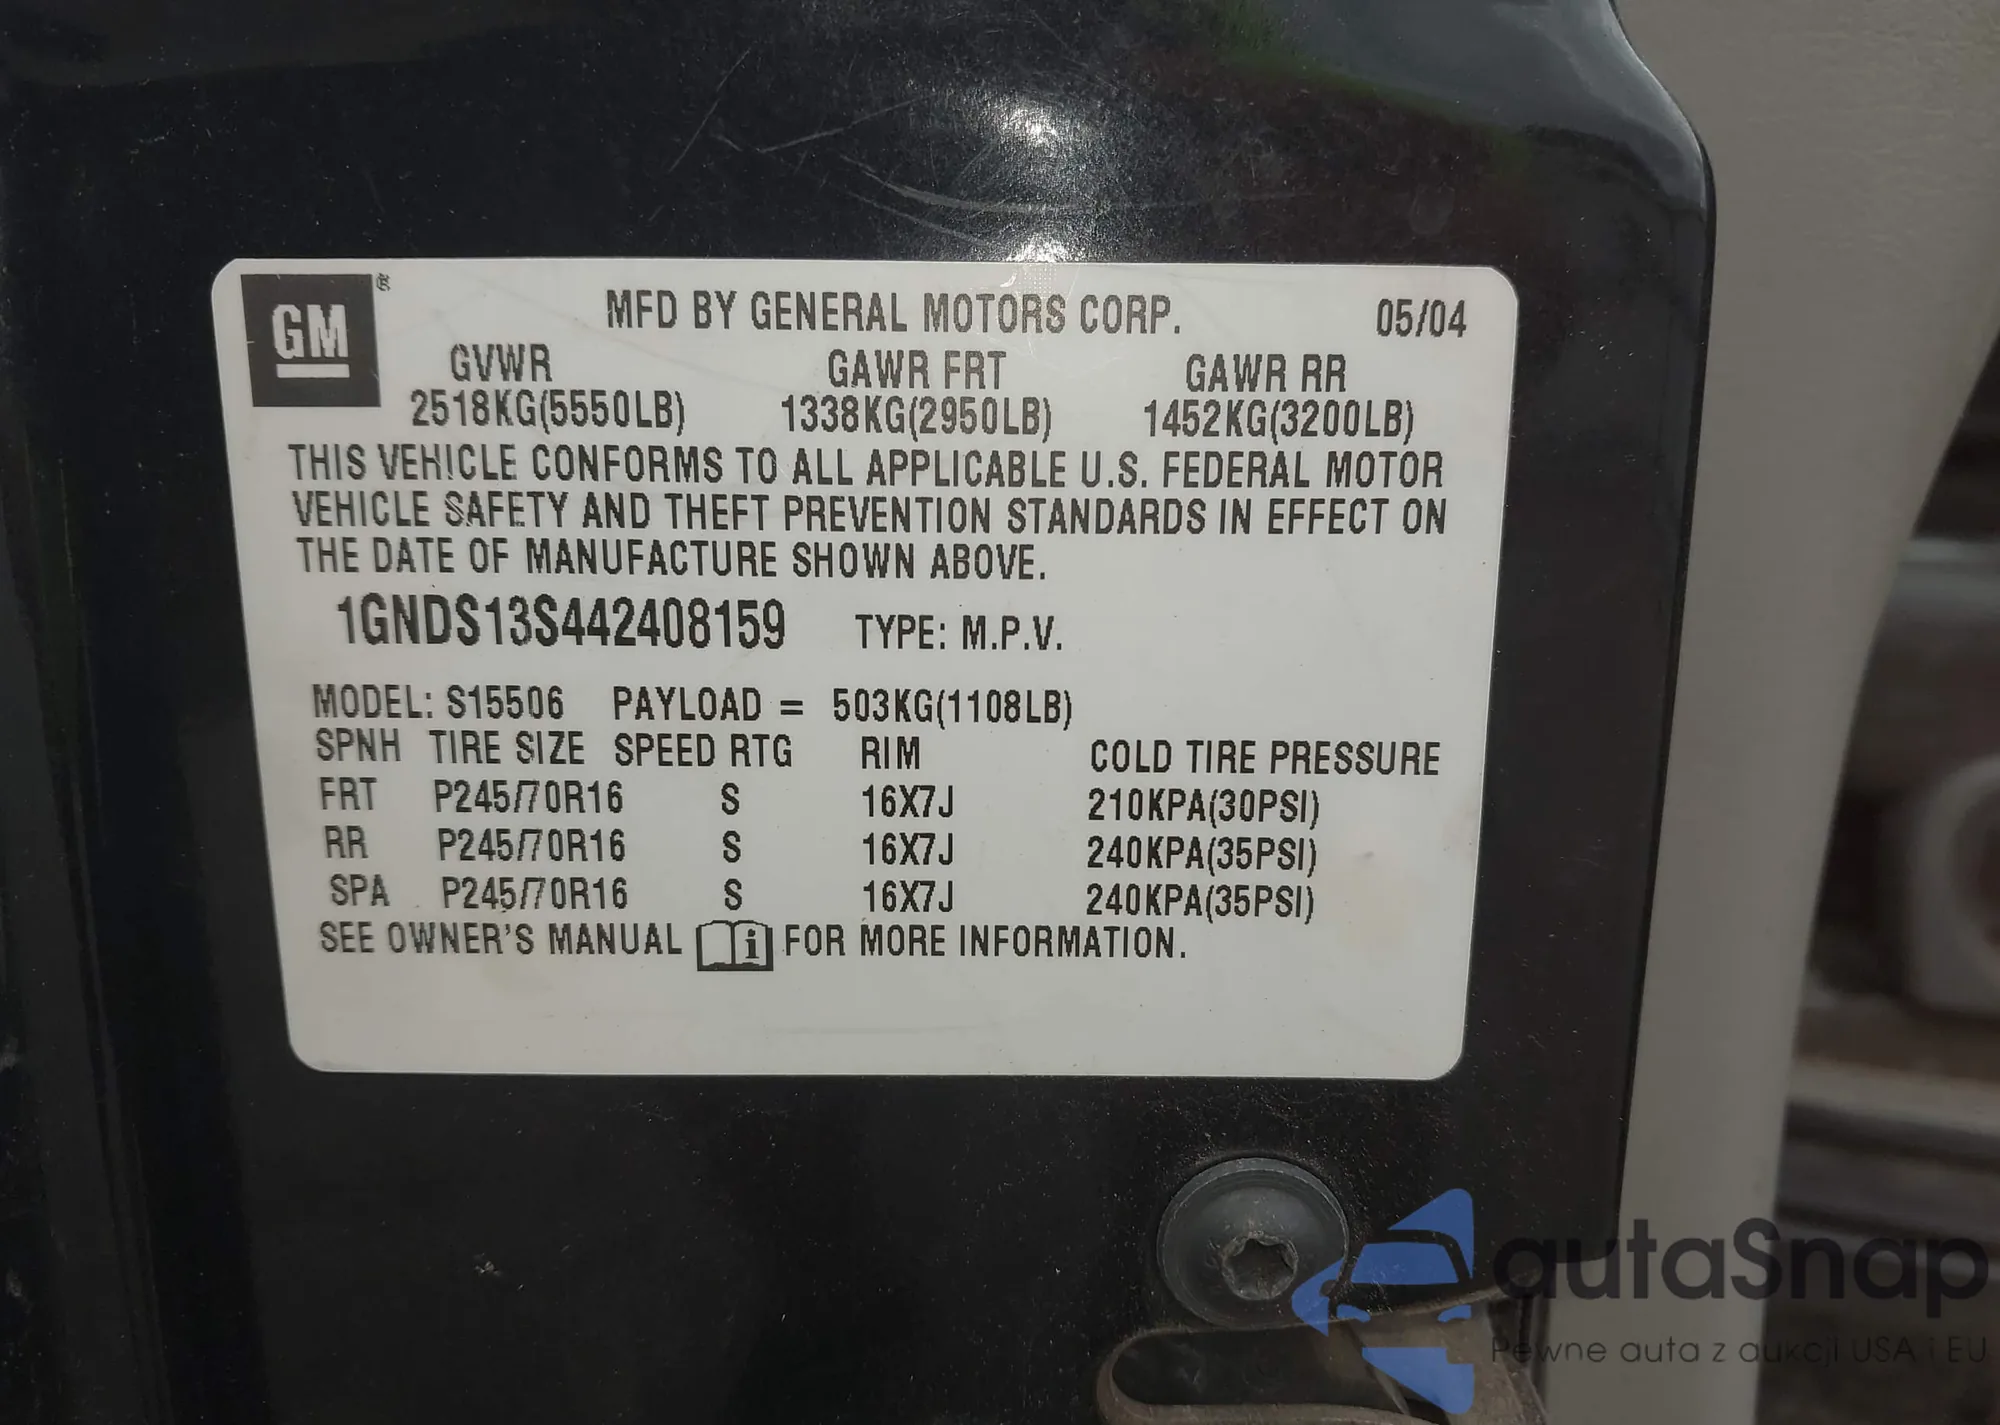 GM ®
MFD BY GENERAL MOTORS CORP. 05/04
GVWR GAWR FRT GAWR RR
2518KG(5550LB) 1338KG(2950LB) 1452KG(3200LB)
THIS VEHICLE CONFORMS TO ALL APPLICABLE U.S. FEDERAL MOTOR
VEHICLE SAFETY AND THEFT PREVENTION STANDARDS IN EFFECT ON
THE DATE OF MANUFACTURE SHOWN ABOVE.
1GNDS13S442408159 TYPE: M.P.V.
MODEL: S15506 PAYLOAD = 503KG(1108LB)
SPNH TIRE SIZE SPEED RTG RIM COLD TIRE PRESSURE
FRT P245/70R16 S 16X7J 210KPA(30PSI)
RR P245/70R16 S 16X7J 240KPA(35PSI)
SPA P245/70R16 S 16X7J 240KPA(35PSI)
SEE OWNER'S MANUAL i FOR MORE INFORMATION.
autaSnap
Pewne auta z aukcji USA i EU